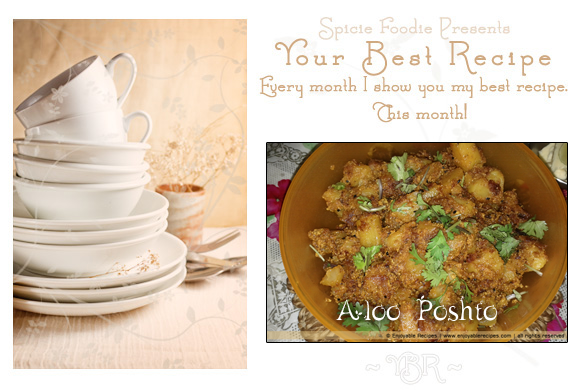 Spicie Foodie Presents
Your Best Recipe
Every month I show you my best recipe.
This month!
Aloo Poshto
© Enjoyable Recipes | www.enjoyablerecipes.com | all rights reserved
~ YBR ~